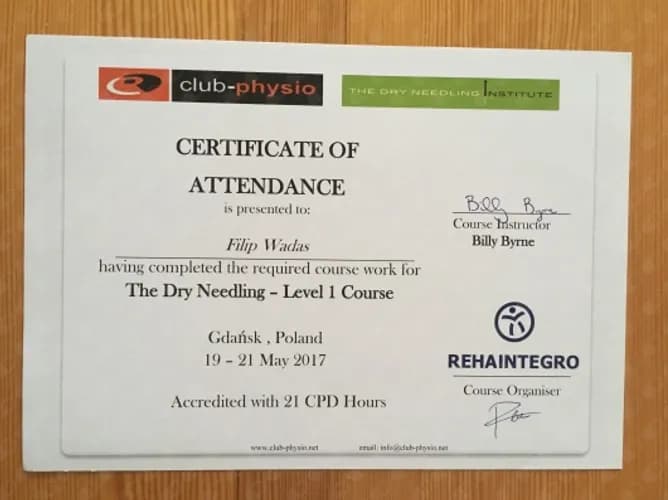 club-physio
THE DRY NEEDLING INSTITUTE
CERTIFICATE OF
ATTENDANCE
is presented to:
Filip Wadas
having completed the required course work for
The Dry Needling – Level 1 Course
Gdańsk , Poland
19 – 21 May 2017
Accredited with 21 CPD Hours
Billy Byrne
Course Instructor
Billy Byrne
REHAINTEGRO
Course Organiser
www.club-physio.net email: info@club-physio.net